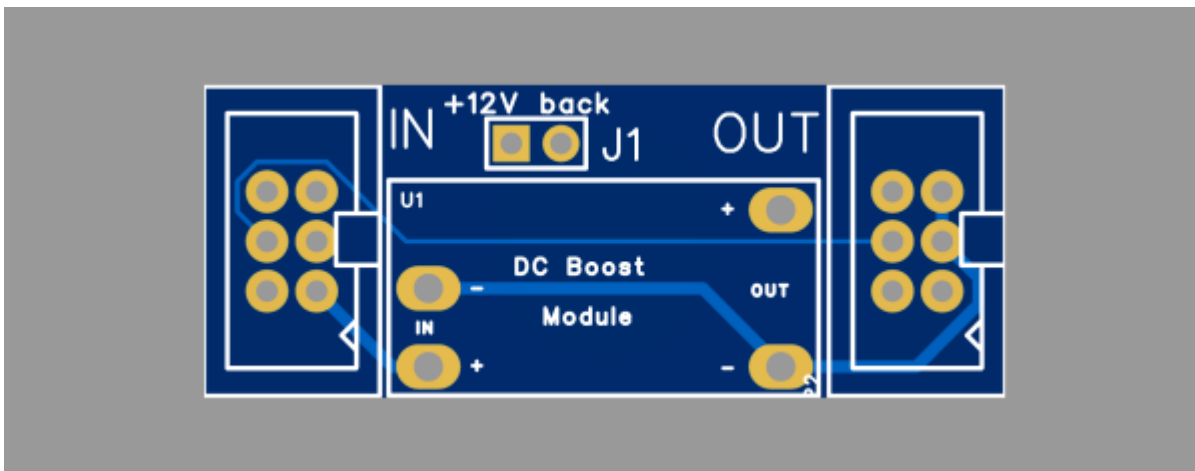 +12V back
IN
J1
OUT
U1
+
DC Boost
-
OUT
Module
IN
+
-